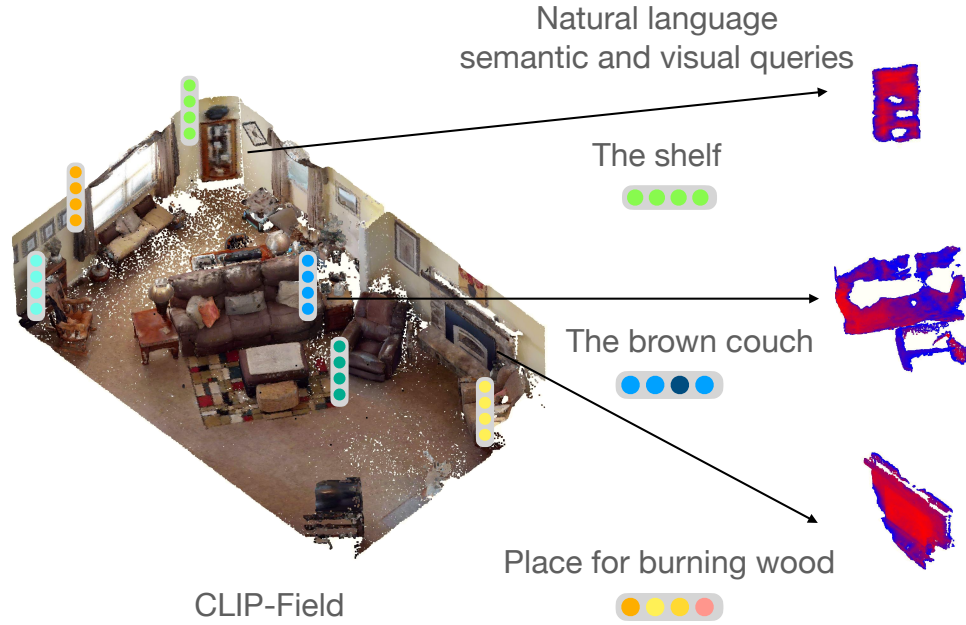 Natural language
semantic and visual queries
The shelf
The brown couch
Place for burning wood
CLIP-Field